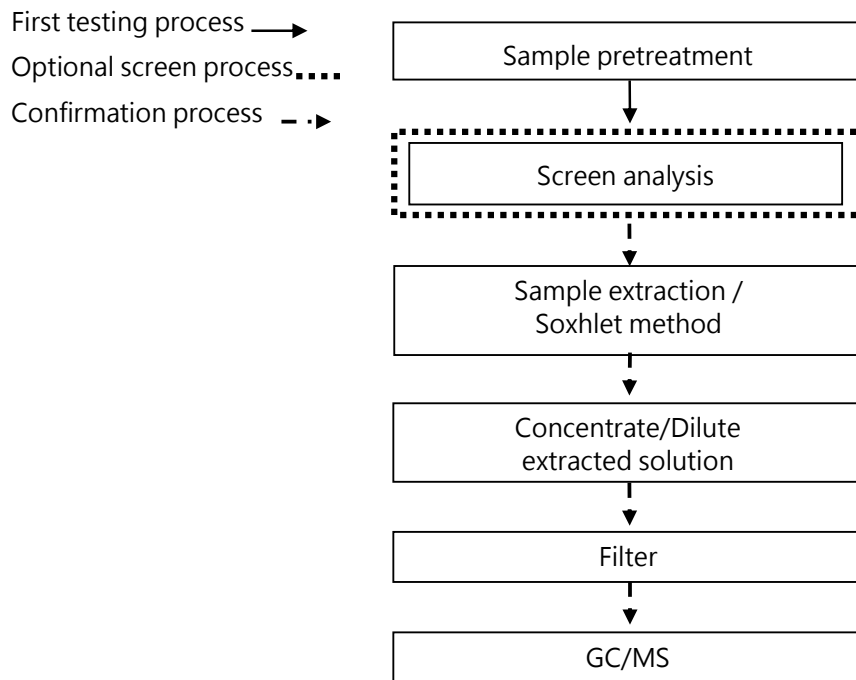 First testing process
Optional screen process
Confirmation process
Sample pretreatment
Screen analysis
Sample extraction /
Soxhlet method
Concentrate/Dilute
extracted solution
Filter
GC/MS